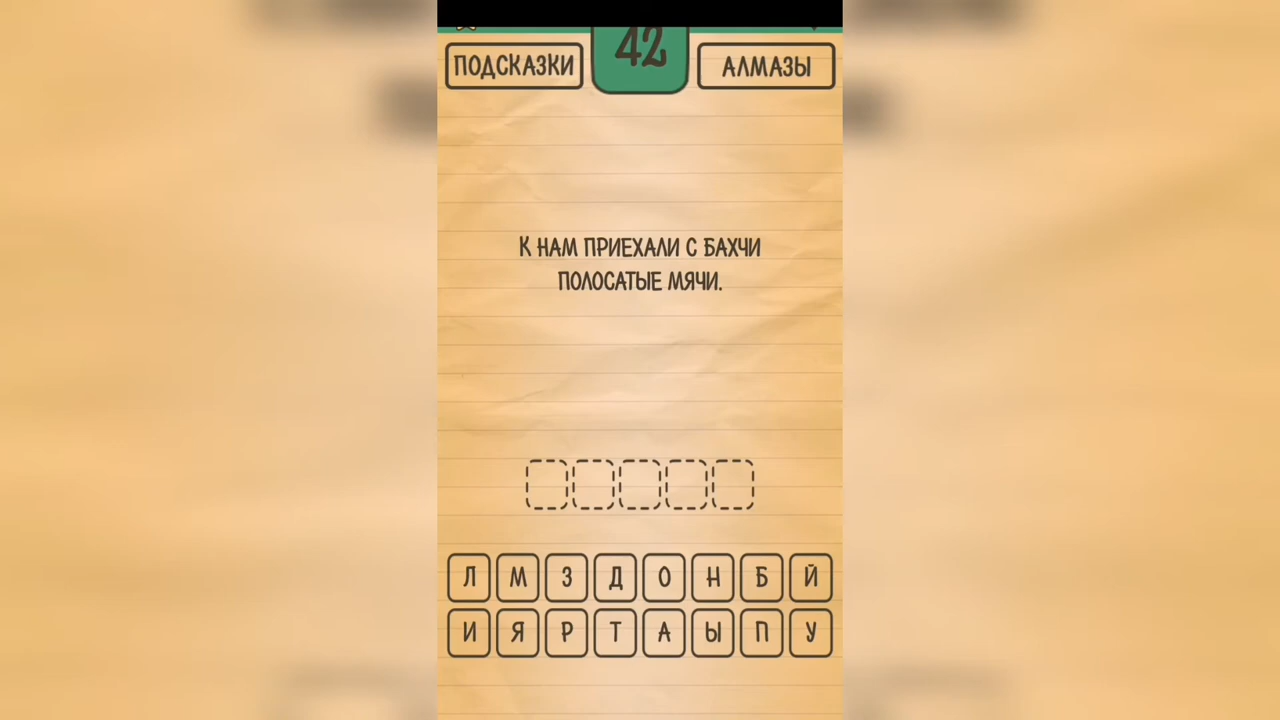 42
ПОДСКАЗКИ
АЛМАЗЫ
К НАМ ПРИЕХАЛИ С БАХЧИ
ПОЛОСАТЫЕ МЯЧИ.
Л М З Д О Н Б Й
И Я Р Т А Ы П У